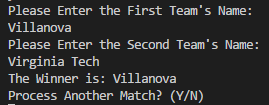 Please Enter the First Team's Name:
Villanova
Please Enter the Second Team's Name:
Virginia Tech
The Winner is: Villanova
Process Another Match? (Y/N)